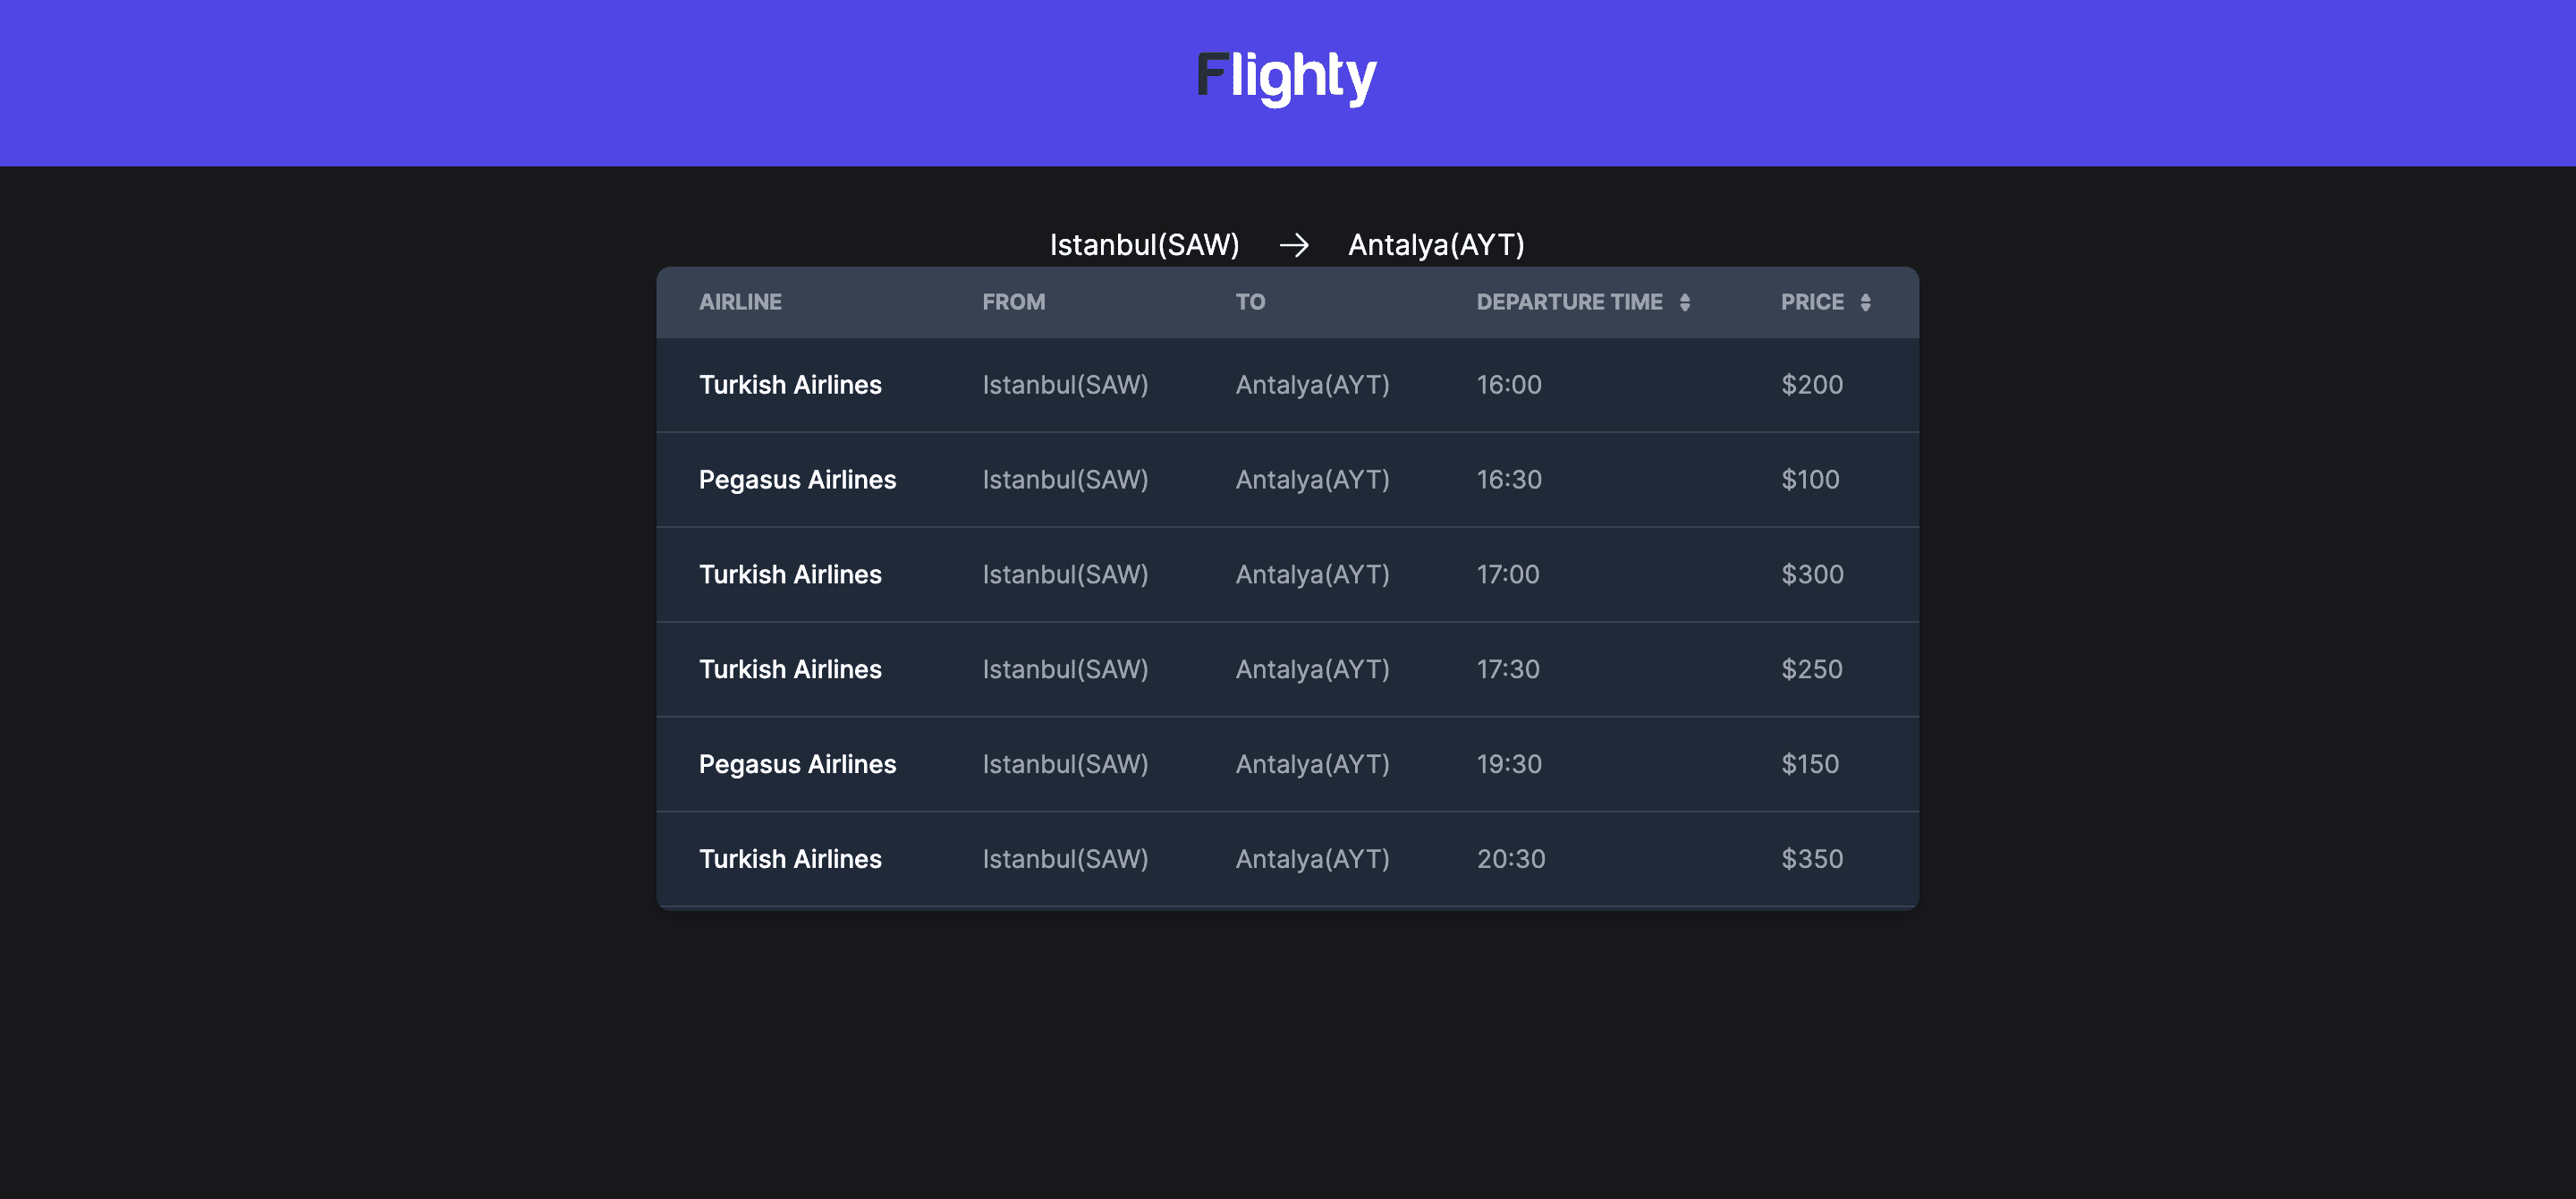 Flighty
Istanbul(SAW) → Antalya(AYT)
AIRLINE FROM TO DEPARTURE TIME PRICE
Turkish Airlines Istanbul(SAW) Antalya(AYT) 16:00 $200
Pegasus Airlines Istanbul(SAW) Antalya(AYT) 16:30 $100
Turkish Airlines Istanbul(SAW) Antalya(AYT) 17:00 $300
Turkish Airlines Istanbul(SAW) Antalya(AYT) 17:30 $250
Pegasus Airlines Istanbul(SAW) Antalya(AYT) 19:30 $150
Turkish Airlines Istanbul(SAW) Antalya(AYT) 20:30 $350